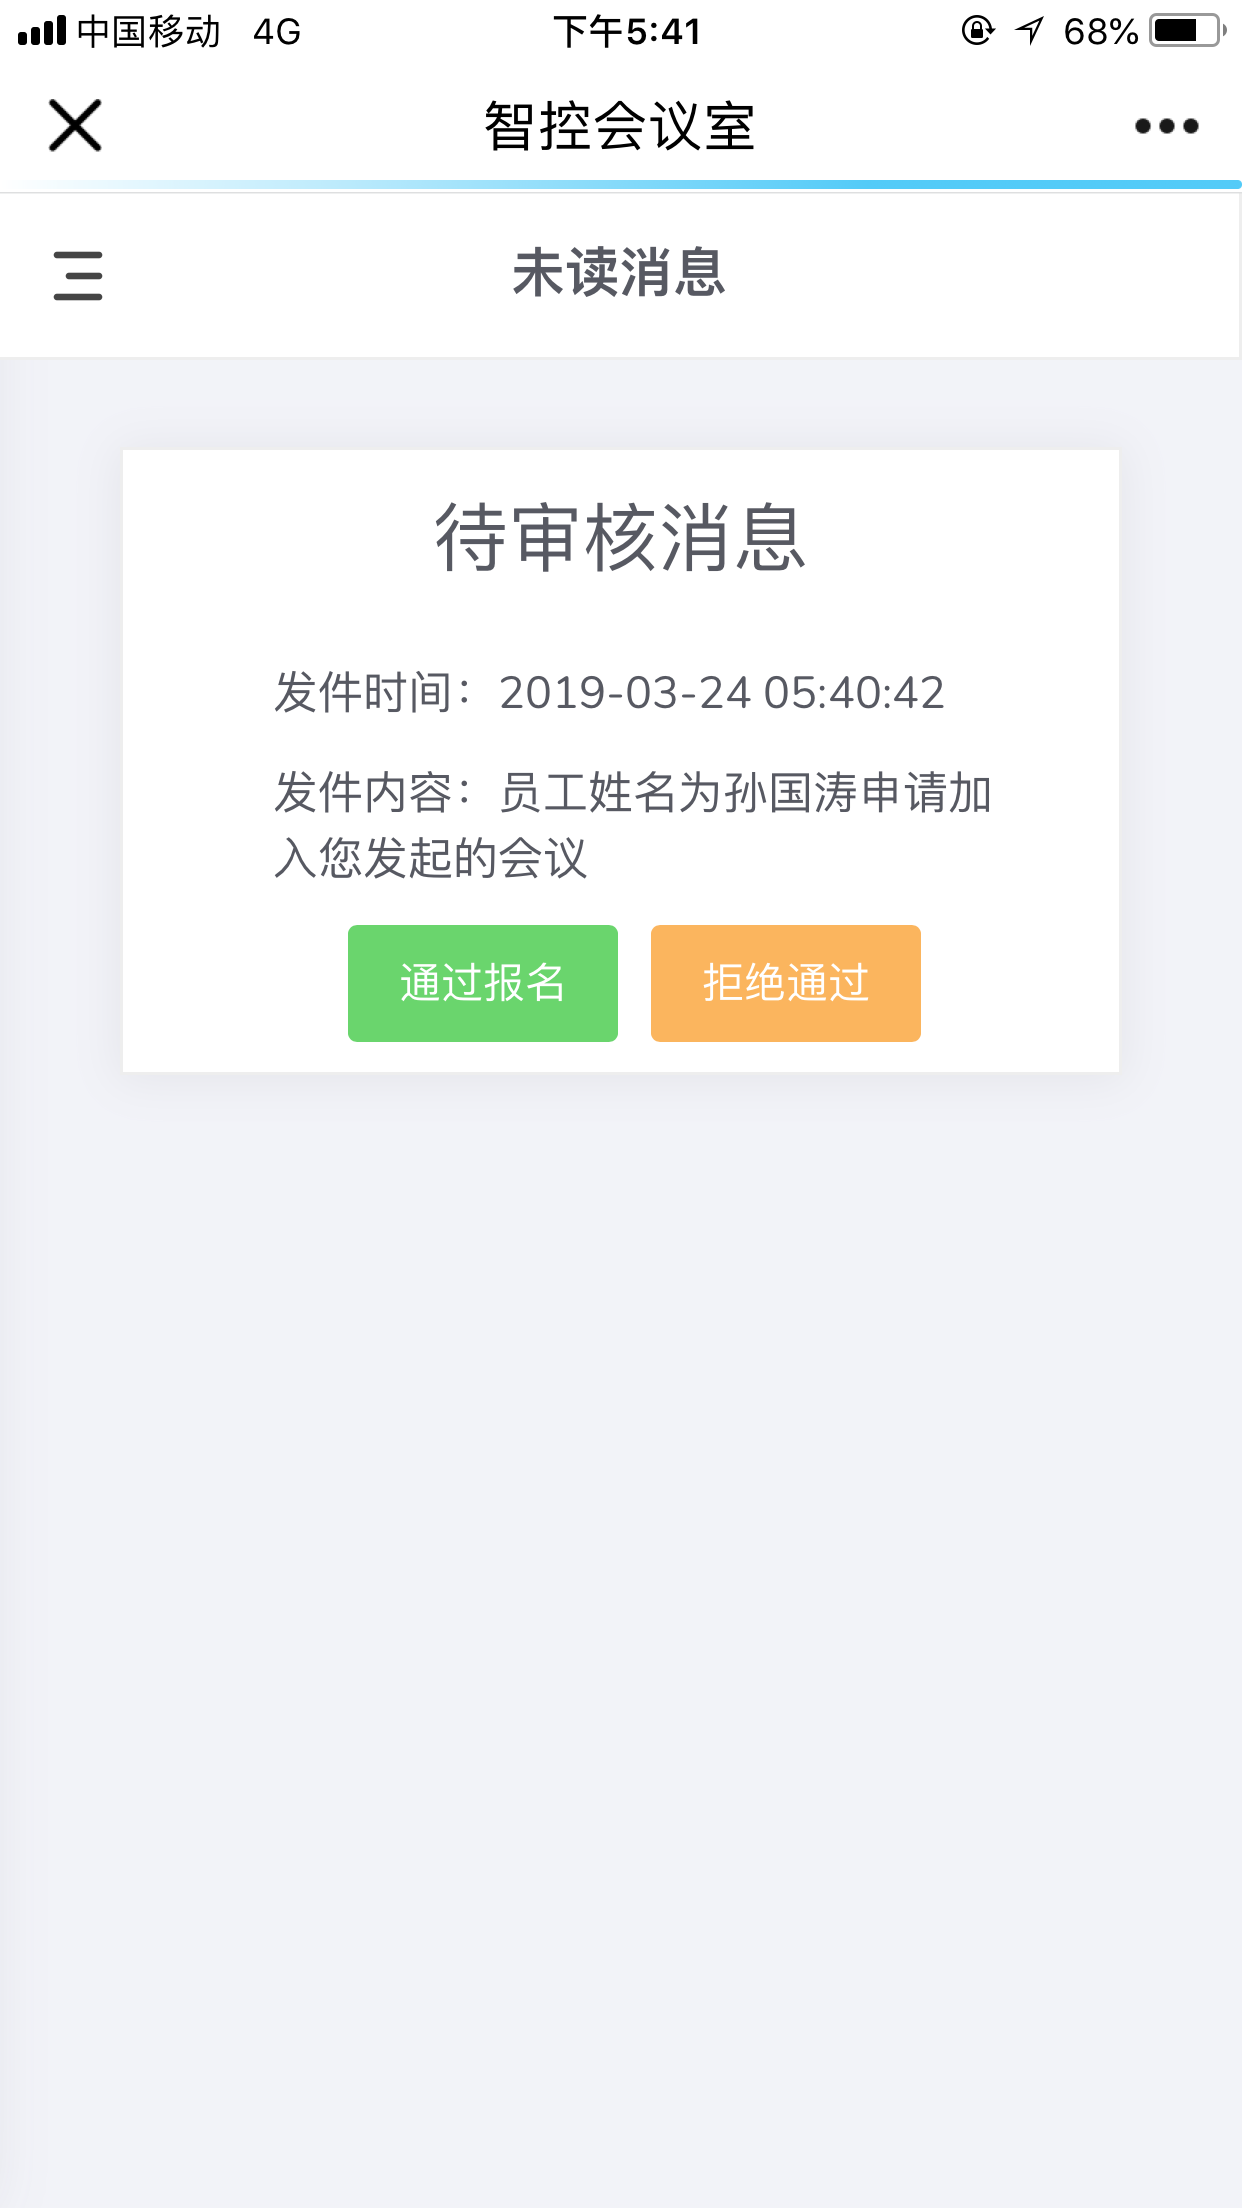 中国移动 4G 下午5:41 68%
智控会议室
未读消息
待审核消息
发件时间：2019-03-24 05:40:42
发件内容：员工姓名为孙国涛申请加
入您发起的会议
通过报名 拒绝通过